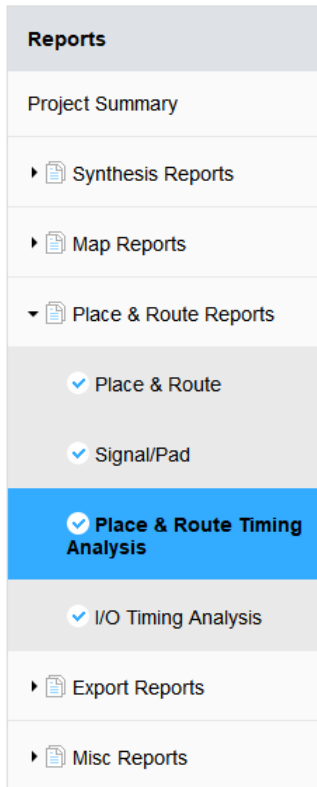 Reports
Project Summary
Synthesis Reports
Map Reports
Place & Route Reports
Place & Route
Signal/Pad
Place & Route Timing
Analysis
I/O Timing Analysis
Export Reports
Misc Reports